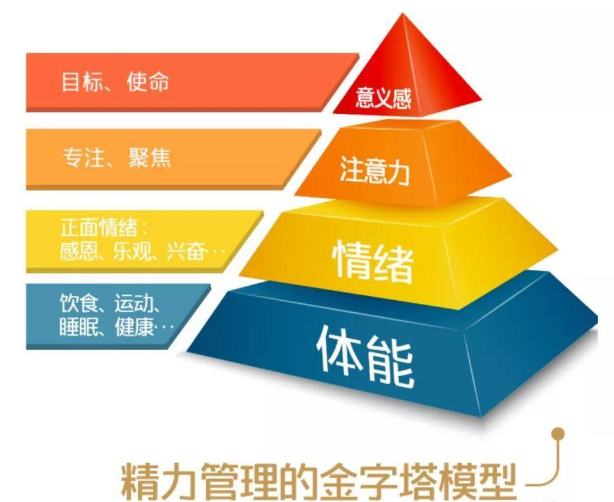 目标、使命
意义感
专注、聚焦
注意力
正面情绪：
感恩、乐观、兴奋…
情绪
饮食、运动、
睡眠、健康…
体能
精力管理的金字塔模型